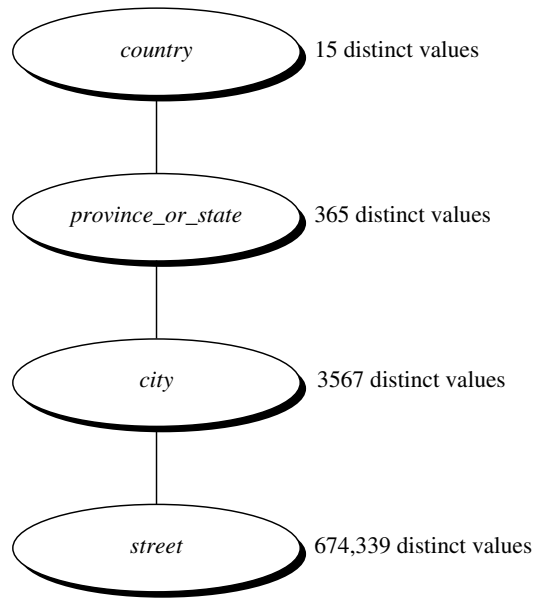 country 15 distinct values
province_or_state 365 distinct values
city 3567 distinct values
street 674,339 distinct values